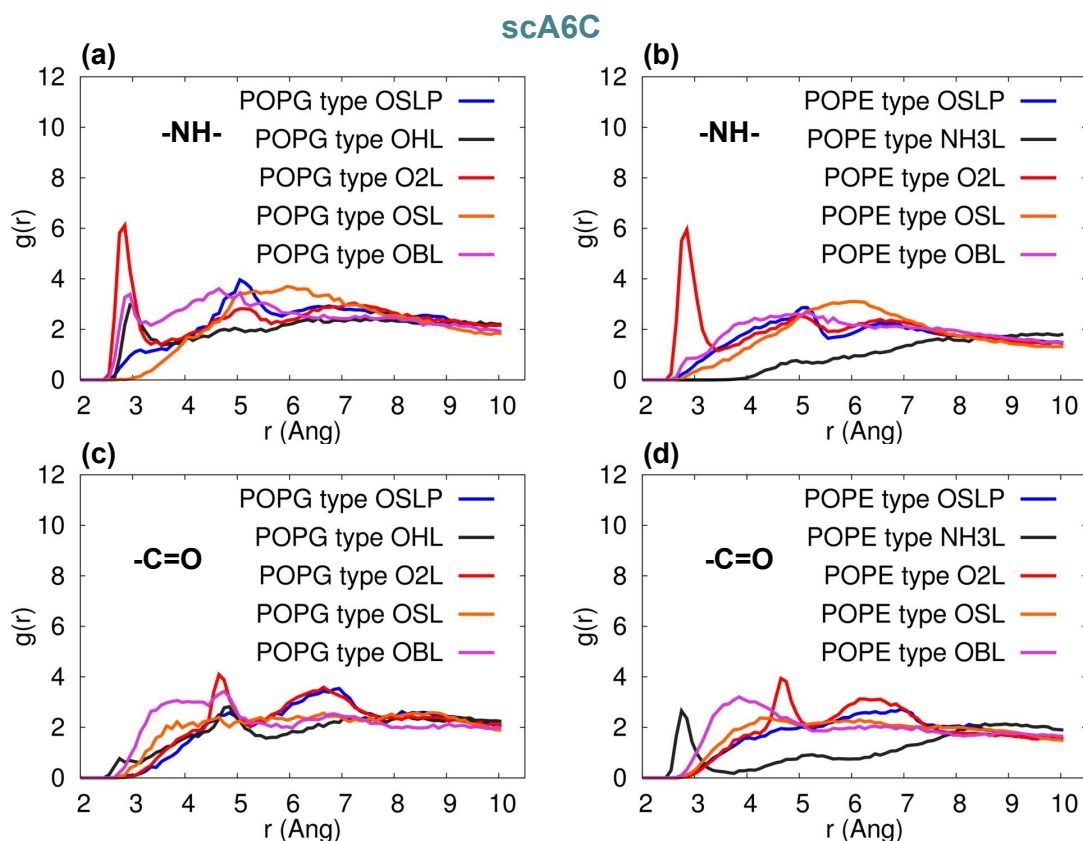 scA6C
(a)
12
10
8
6
4
2
0
g(r)
-NH-
POPG type OSLP
POPG type OHL
POPG type O2L
POPG type OSL
POPG type OBL
2 3 4 5 6 7 8 9 10
r (Ang)
(b)
12
10
8
6
4
2
0
g(r)
-NH-
POPE type OSLP
POPE type NH3L
POPE type O2L
POPE type OSL
POPE type OBL
2 3 4 5 6 7 8 9 10
r (Ang)
(c)
12
10
8
6
4
2
0
g(r)
-C=O
POPG type OSLP
POPG type OHL
POPG type O2L
POPG type OSL
POPG type OBL
2 3 4 5 6 7 8 9 10
r (Ang)
(d)
12
10
8
6
4
2
0
g(r)
-C=O
POPE type OSLP
POPE type NH3L
POPE type O2L
POPE type OSL
POPE type OBL
2 3 4 5 6 7 8 9 10
r (Ang)